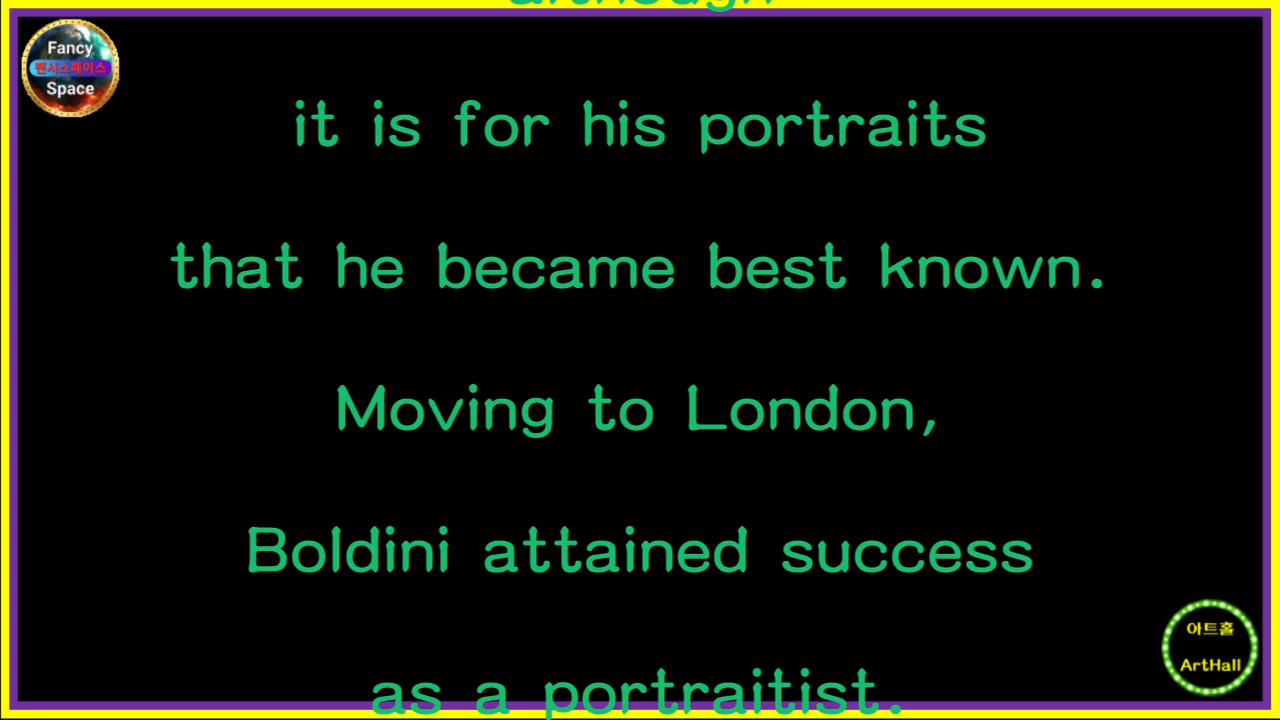 although
Fancy
팬시스페이스
Space
it is for his portraits
that he became best known.
Moving to London,
Boldini attained success
as a portraitist.
아트홀
ArtHall